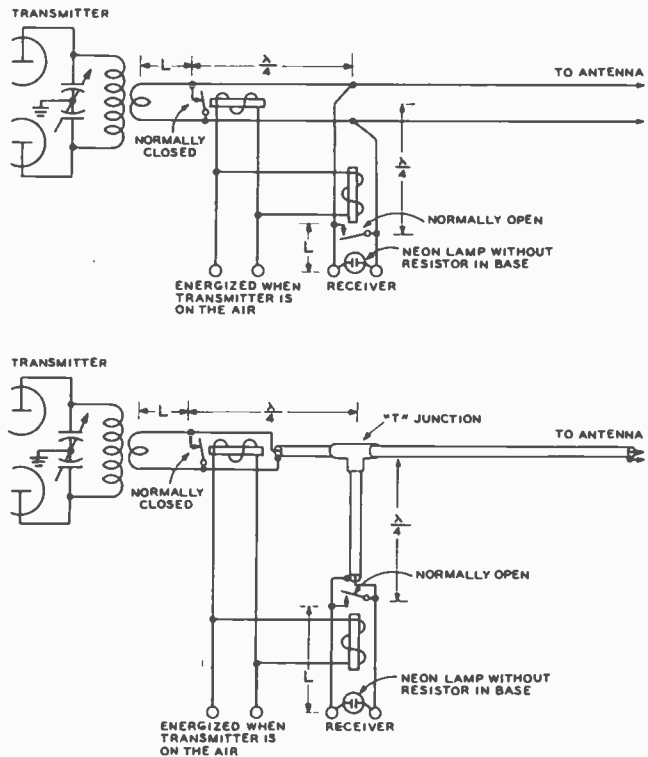 TRANSMITTER
L
λ
4
TO ANTENNA
NORMALLY
CLOSED
λ
4
NORMALLY OPEN
L
NEON LAMP WITHOUT
RESISTOR IN BASE
ENERGIZED WHEN
TRANSMITTER IS
ON THE AIR
RECEIVER
TRANSMITTER
L
λ
4
"T" JUNCTION
TO ANTENNA
NORMALLY
CLOSED
λ
4
NORMALLY OPEN
L
NEON LAMP WITHOUT
RESISTOR IN BASE
ENERGIZED WHEN
TRANSMITTER IS
ON THE AIR
RECEIVER